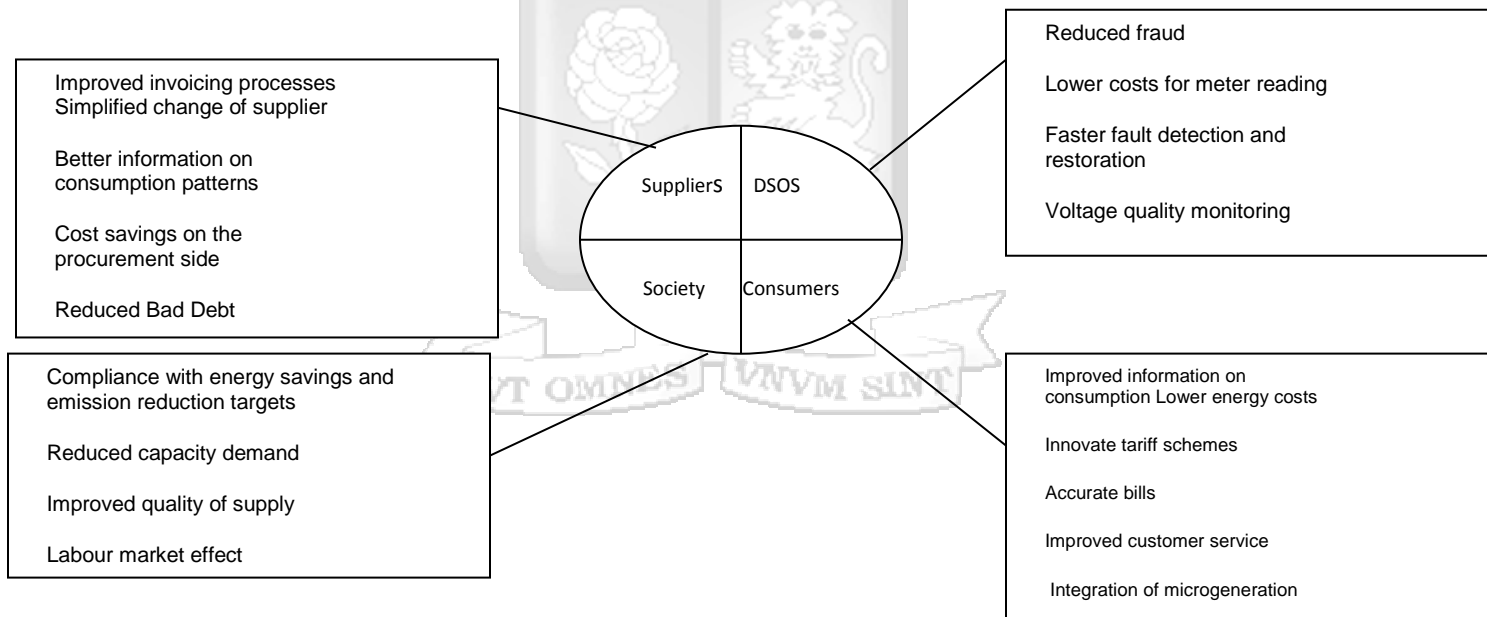 Improved invoicing processes
Simplified change of supplier
Better information on
consumption patterns
Cost savings on the
procurement side
Reduced Bad Debt
Reduced fraud
Lower costs for meter reading
Faster fault detection and
restoration
Voltage quality monitoring
Suppliers
DSOS
Society
Consumers
Compliance with energy savings and
emission reduction targets
Reduced capacity demand
Improved quality of supply
Labour market effect
Improved information on
consumption Lower energy costs
Innovate tariff schemes
Accurate bills
Improved customer service
Integration of microgeneration
VT OMNES VNVM SINT